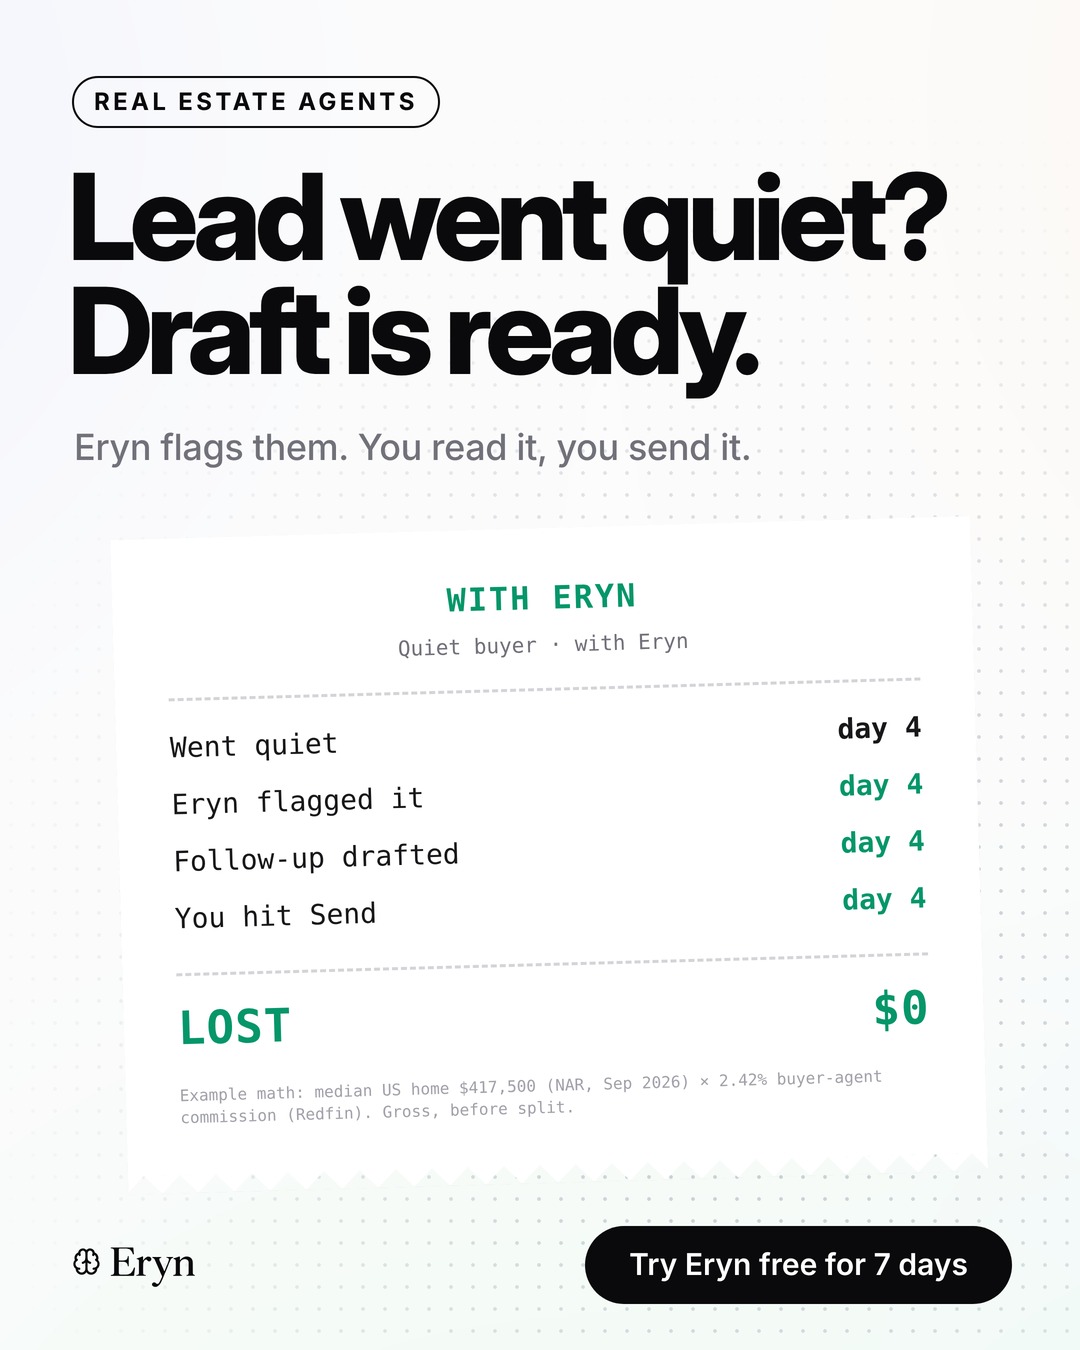 REAL ESTATE AGENTS
Lead went quiet?
Draft is ready.
Eryn flags them. You read it, you send it.
WITH ERYN
Quiet buyer · with Eryn
Went quiet day 4
Eryn flagged it day 4
Follow-up drafted day 4
You hit Send day 4
LOST $0
Example math: median US home $417,500 (NAR, Sep 2026) × 2.42% buyer-agent
commission (Redfin). Gross, before split.
Eryn
Try Eryn free for 7 days